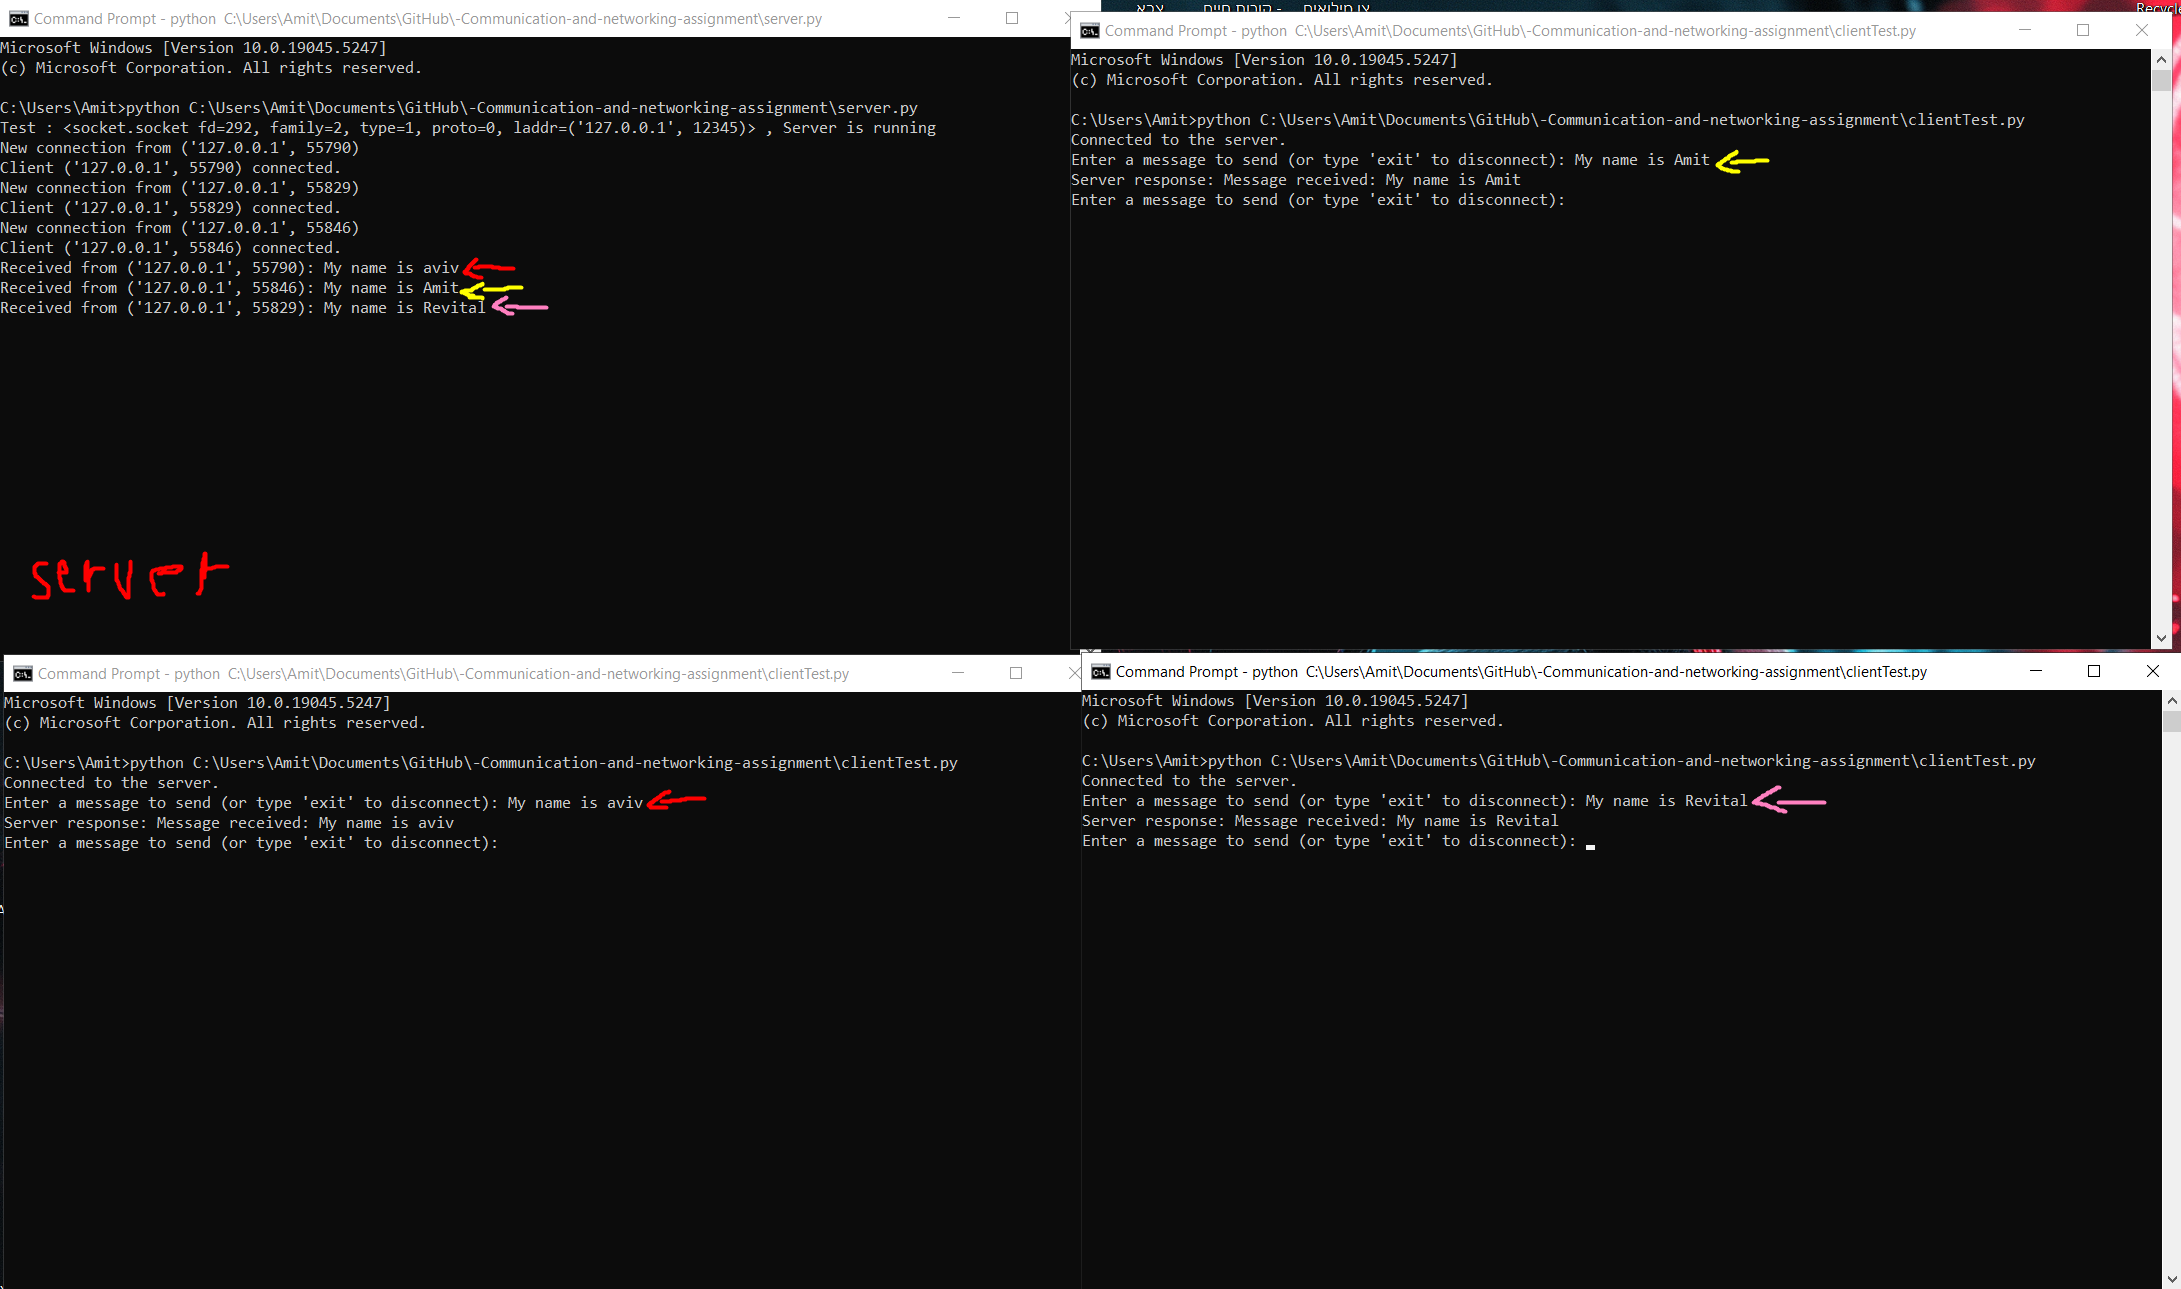 Command Prompt - python  C:\Users\Amit\Documents\GitHub\-Communication-and-networking-assignment\server.py
Microsoft Windows [Version 10.0.19045.5247]
(c) Microsoft Corporation. All rights reserved.
C:\Users\Amit>python C:\Users\Amit\Documents\GitHub\-Communication-and-networking-assignment\server.py
Test : <socket.socket fd=292, family=2, type=1, proto=0, laddr=('127.0.0.1', 12345)> , Server is running
New connection from ('127.0.0.1', 55790)
Client ('127.0.0.1', 55790) connected.
New connection from ('127.0.0.1', 55829)
Client ('127.0.0.1', 55829) connected.
New connection from ('127.0.0.1', 55846)
Client ('127.0.0.1', 55846) connected.
Received from ('127.0.0.1', 55790): My name is aviv
Received from ('127.0.0.1', 55846): My name is Amit
Received from ('127.0.0.1', 55829): My name is Revital
server
Command Prompt - python  C:\Users\Amit\Documents\GitHub\-Communication-and-networking-assignment\clientTest.py
Microsoft Windows [Version 10.0.19045.5247]
(c) Microsoft Corporation. All rights reserved.
C:\Users\Amit>python C:\Users\Amit\Documents\GitHub\-Communication-and-networking-assignment\clientTest.py
Connected to the server.
Enter a message to send (or type 'exit' to disconnect): My name is Amit
Server response: Message received: My name is Amit
Enter a message to send (or type 'exit' to disconnect):
Command Prompt - python  C:\Users\Amit\Documents\GitHub\-Communication-and-networking-assignment\clientTest.py
Microsoft Windows [Version 10.0.19045.5247]
(c) Microsoft Corporation. All rights reserved.
C:\Users\Amit>python C:\Users\Amit\Documents\GitHub\-Communication-and-networking-assignment\clientTest.py
Connected to the server.
Enter a message to send (or type 'exit' to disconnect): My name is aviv
Server response: Message received: My name is aviv
Enter a message to send (or type 'exit' to disconnect):
Command Prompt - python  C:\Users\Amit\Documents\GitHub\-Communication-and-networking-assignment\clientTest.py
Microsoft Windows [Version 10.0.19045.5247]
(c) Microsoft Corporation. All rights reserved.
C:\Users\Amit>python C:\Users\Amit\Documents\GitHub\-Communication-and-networking-assignment\clientTest.py
Connected to the server.
Enter a message to send (or type 'exit' to disconnect): My name is Revital
Server response: Message received: My name is Revital
Enter a message to send (or type 'exit' to disconnect):